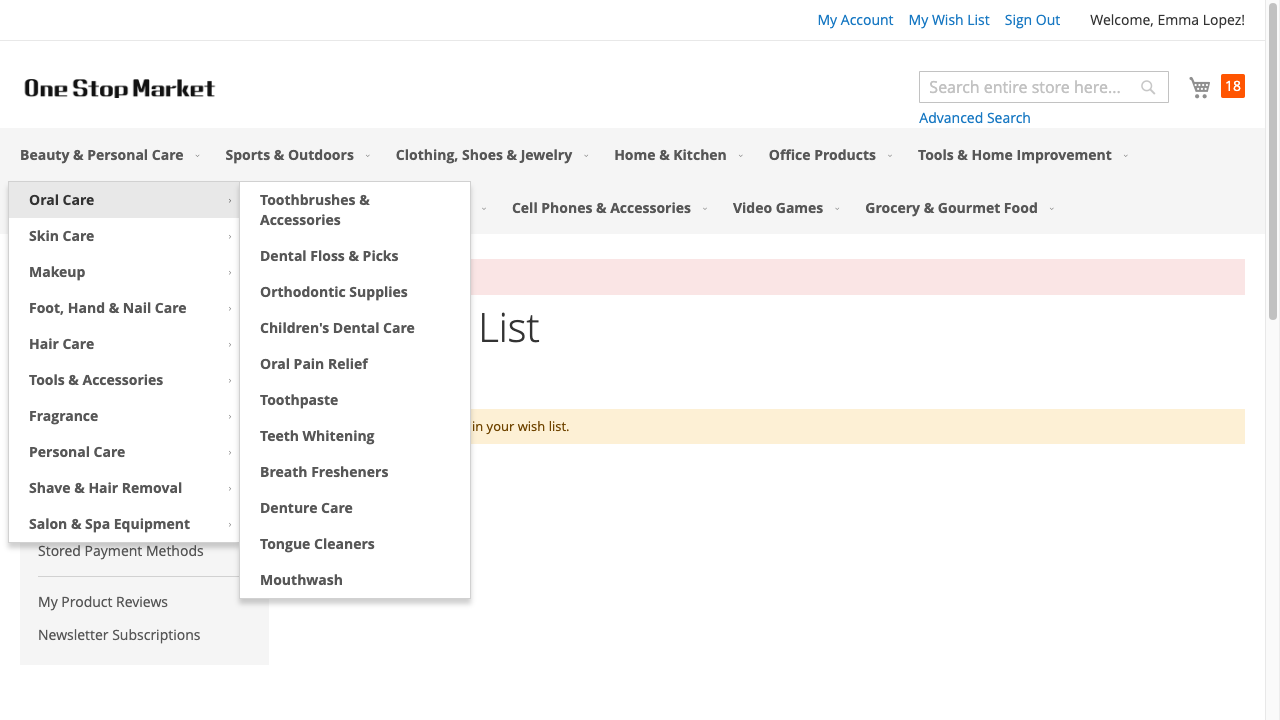 My Account My Wish List Sign Out Welcome, Emma Lopez!
One Stop Market
Search entire store here...
18
Advanced Search
Beauty & Personal Care Sports & Outdoors Clothing, Shoes & Jewelry Home & Kitchen Office Products Tools & Home Improvement
Cell Phones & Accessories Video Games Grocery & Gourmet Food
Oral Care
Skin Care
Makeup
Foot, Hand & Nail Care
Hair Care
Tools & Accessories
Fragrance
Personal Care
Shave & Hair Removal
Salon & Spa Equipment
Toothbrushes &
Accessories
Dental Floss & Picks
Orthodontic Supplies
Children's Dental Care
Oral Pain Relief
Toothpaste
Teeth Whitening
Breath Fresheners
Denture Care
Tongue Cleaners
Mouthwash
List
in your wish list.
Stored Payment Methods
My Product Reviews
Newsletter Subscriptions